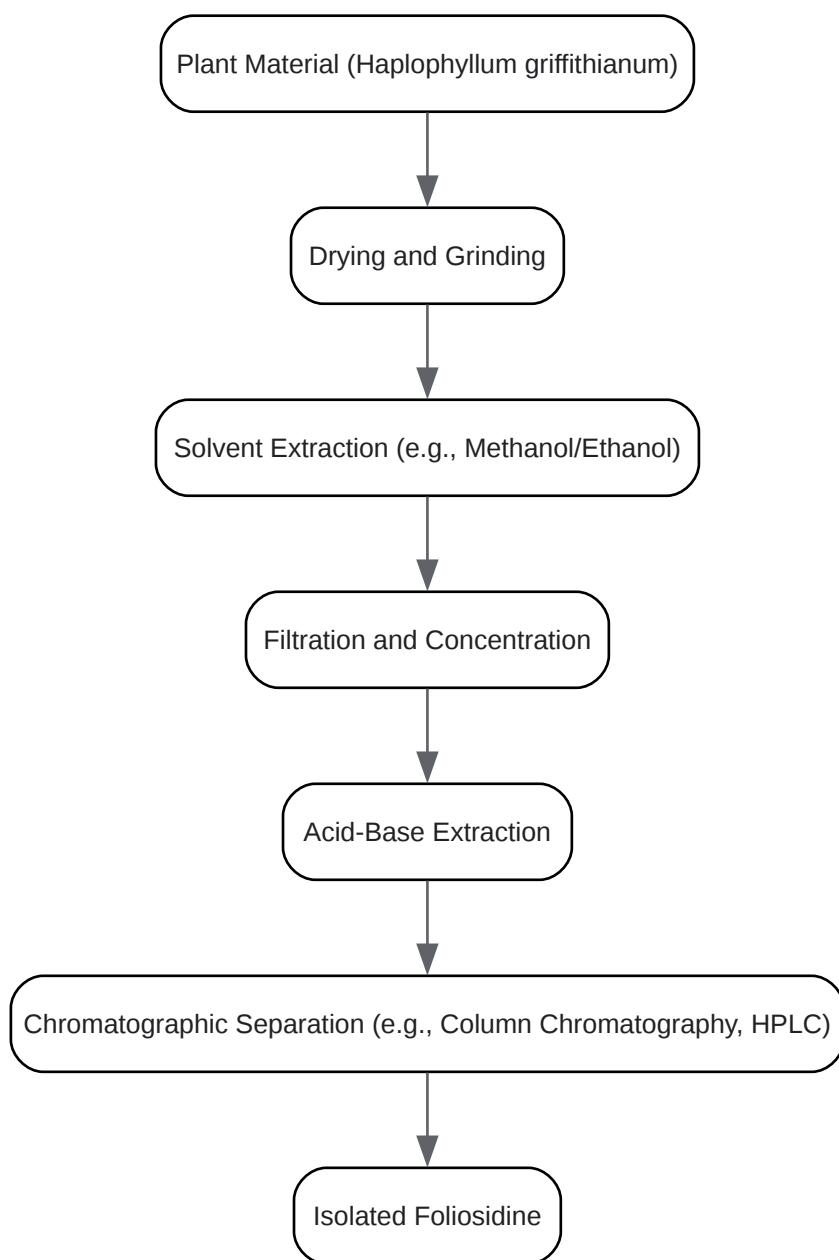 Plant Material (Haplophyllum griffithianum)
Drying and Grinding
Solvent Extraction (e.g., Methanol/Ethanol)
Filtration and Concentration
Acid-Base Extraction
Chromatographic Separation (e.g., Column Chromatography, HPLC)
Isolated Foliosidine